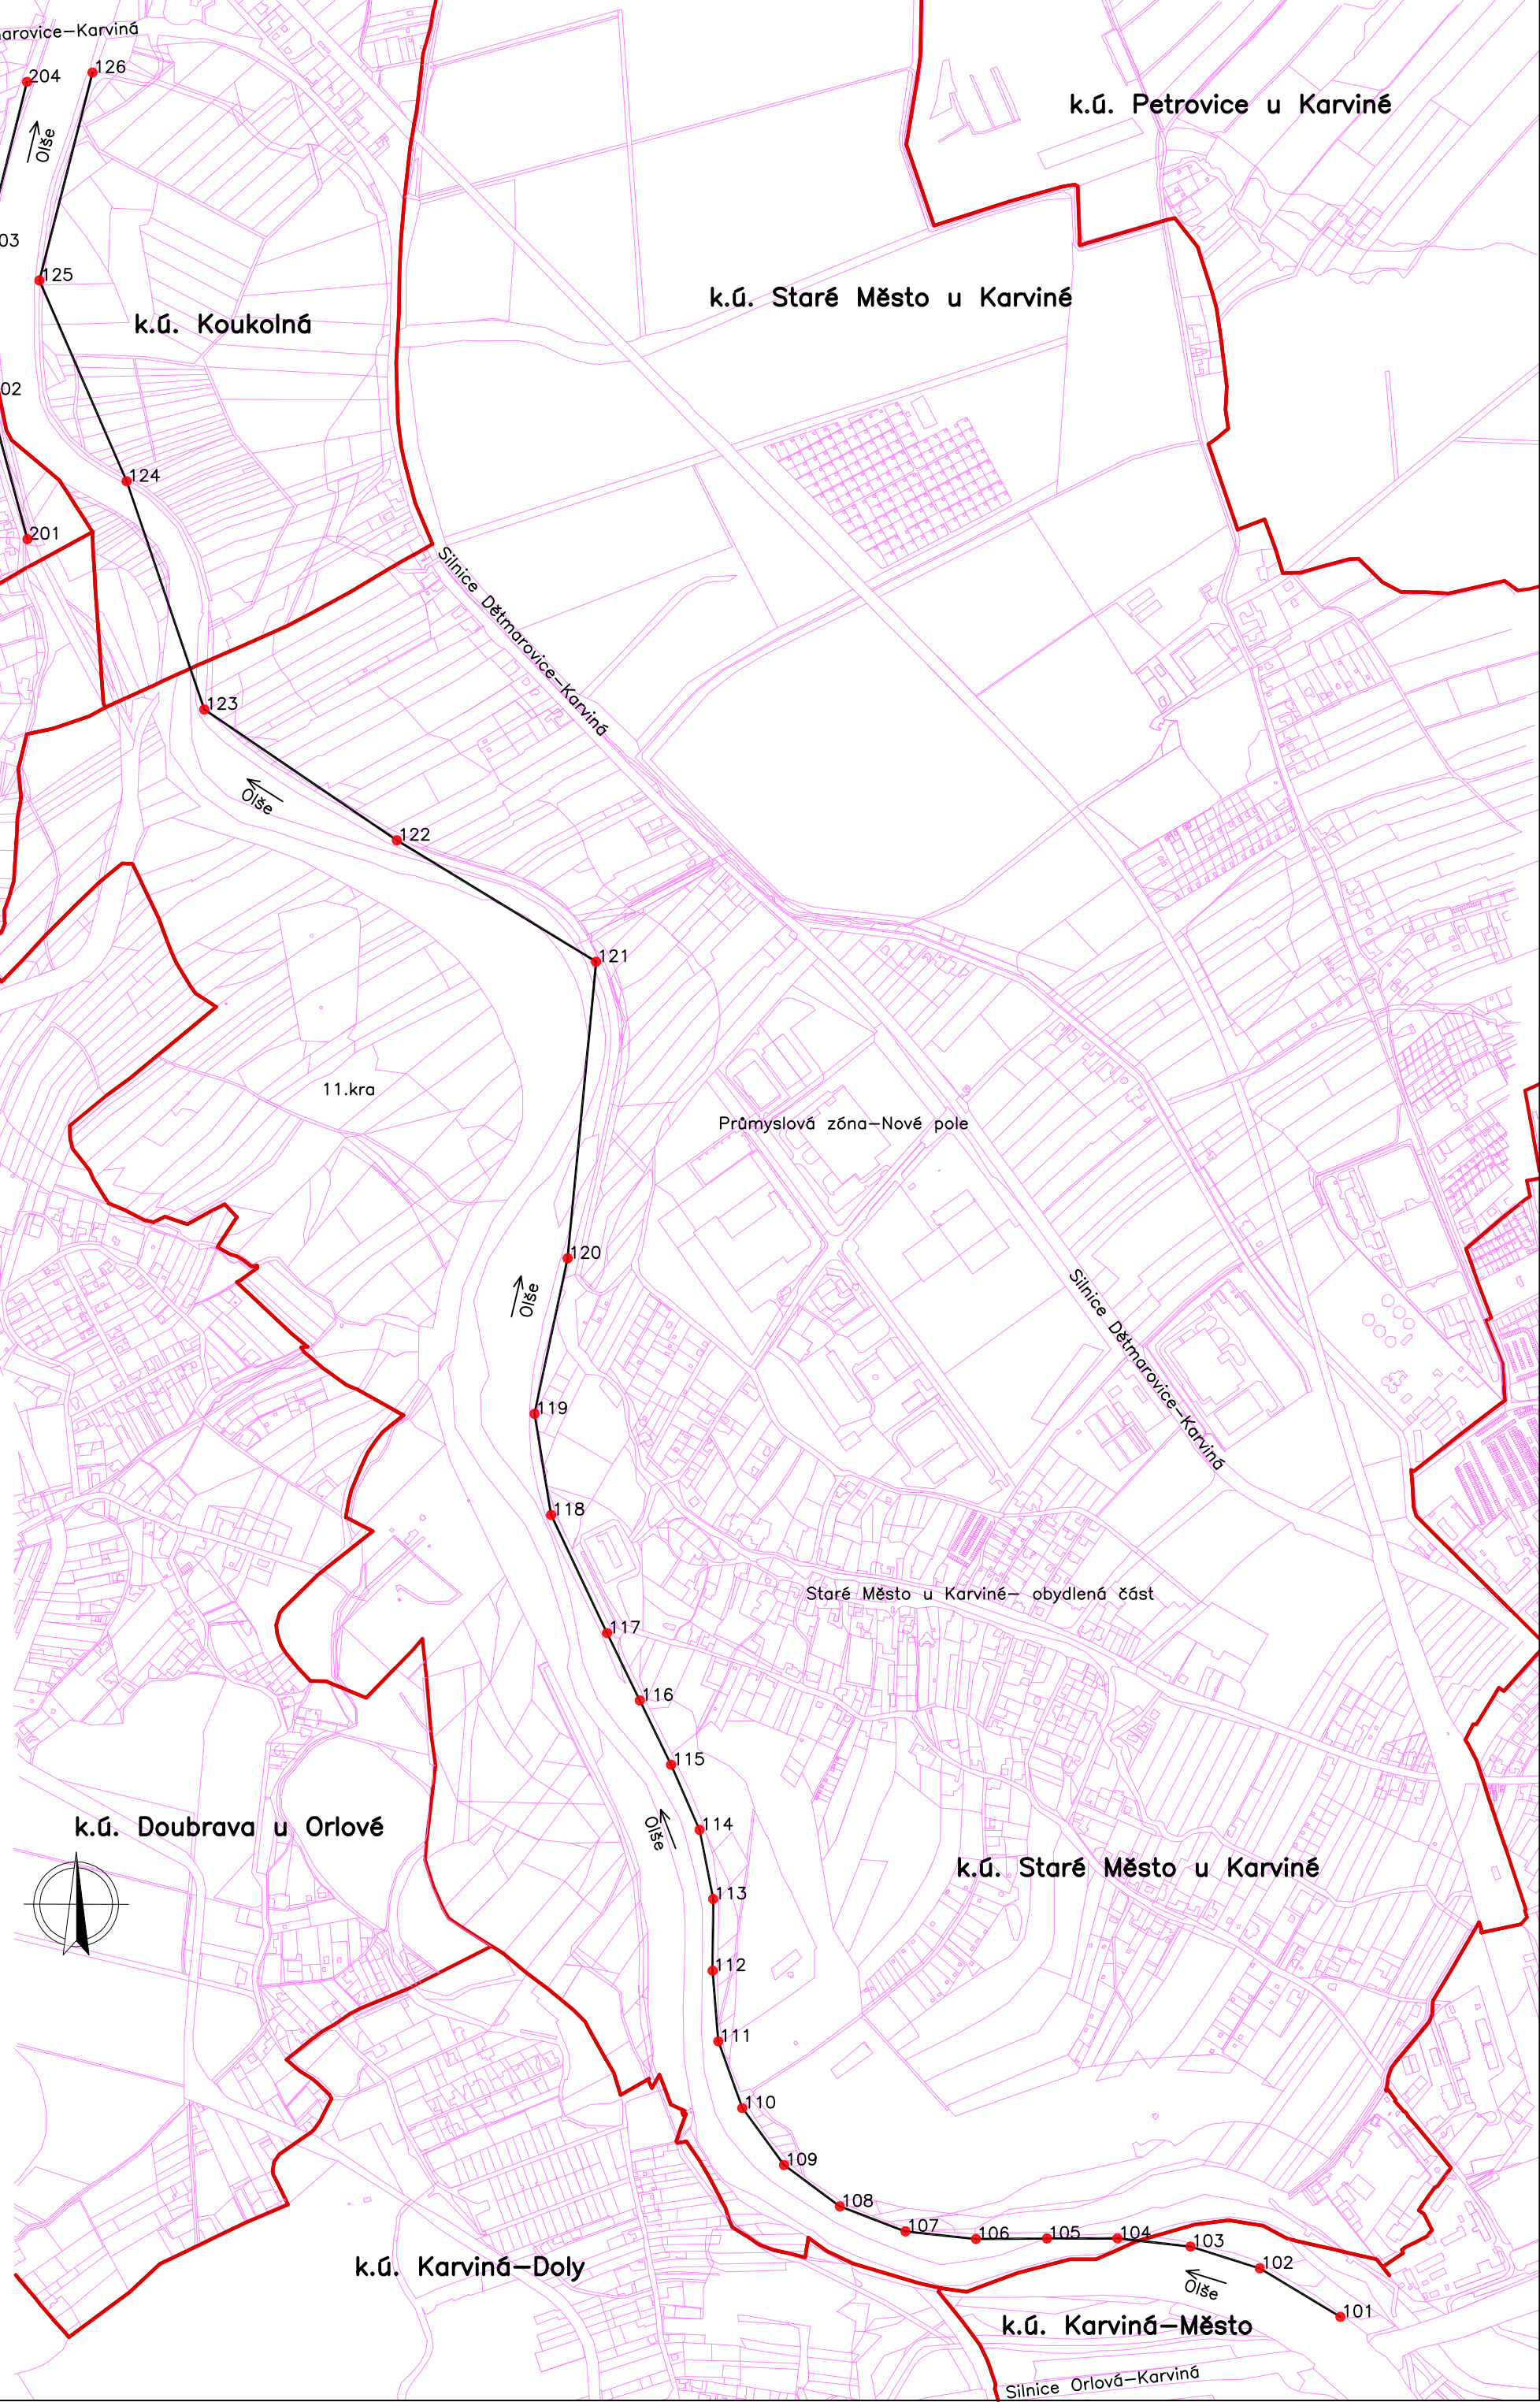 arovice-Karviná
204
126
Olše
k.ú. Petrovice u Karviné
03
125
k.ú. Staré Město u Karviné
k.ú. Koukolná
02
124
201
Silnice Dětmarovice-Karviná
123
Olše
122
121
11.kra
Průmyslová zóna-Nové pole
120
Olše
Silnice Dětmarovice-Karviná
119
118
Staré Město u Karviné- obydlená část
117
116
115
Olše
114
k.ú. Doubrava u Orlové
k.ú. Staré Město u Karviné
113
112
111
110
109
108
107
106
105
104
103
102
k.ú. Karviná-Doly
Olše
101
k.ú. Karviná-Město
Silnice Orlová-Karviná